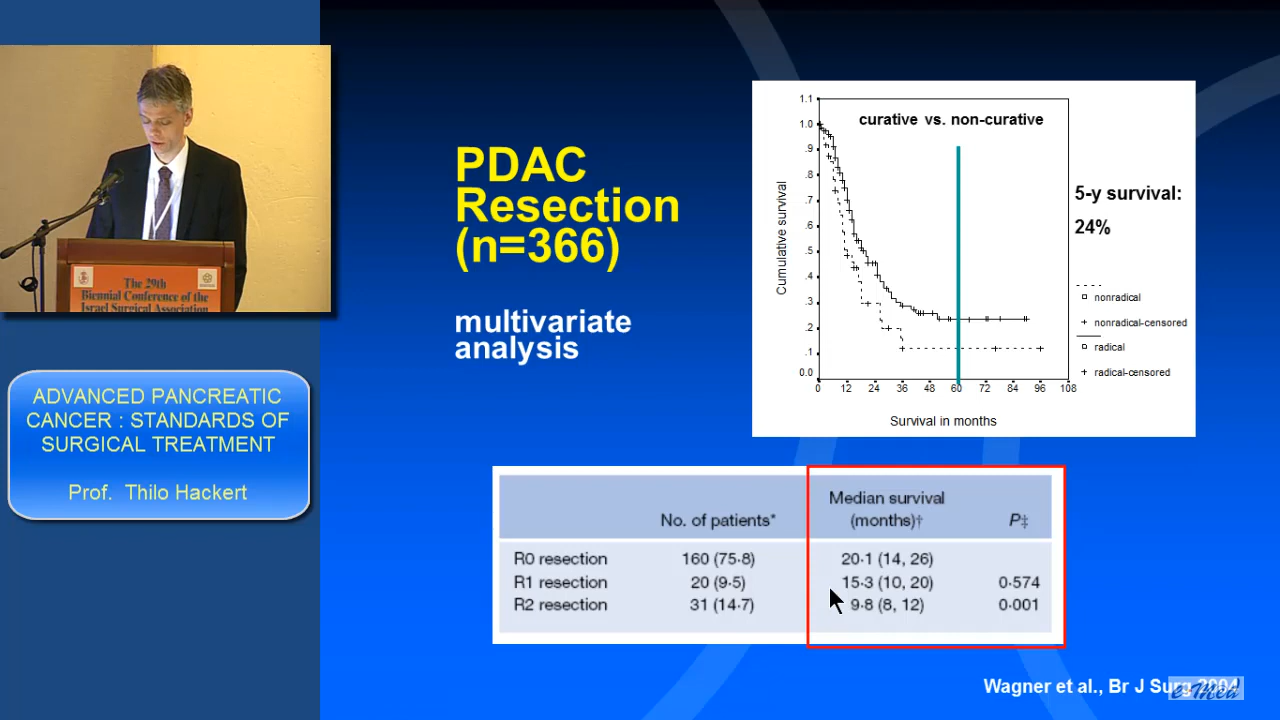 The 29th
Biennial Conference of the
Israel Surgical Association
ADVANCED PANCREATIC
CANCER : STANDARDS OF
SURGICAL TREATMENT
Prof. Thilo Hackert
PDAC
Resection
(n=366)
multivariate
analysis
curative vs. non-curative
Cumulative survival
1.1
1.0
.9
.8
.7
.6
.5
.4
.3
.2
.1
0.0
0 12 24 36 48 60 72 84 96 108
Survival in months
5-y survival:
24%
nonradical
nonradical-censored
radical
radical-censored
No. of patients* Median survival (months)† P‡
R0 resection 160 (75·8) 20·1 (14, 26)
R1 resection 20 (9·5) 15·3 (10, 20) 0·574
R2 resection 31 (14·7) 9·8 (8, 12) 0·001
Wagner et al., Br J Surg 2004
e-Med